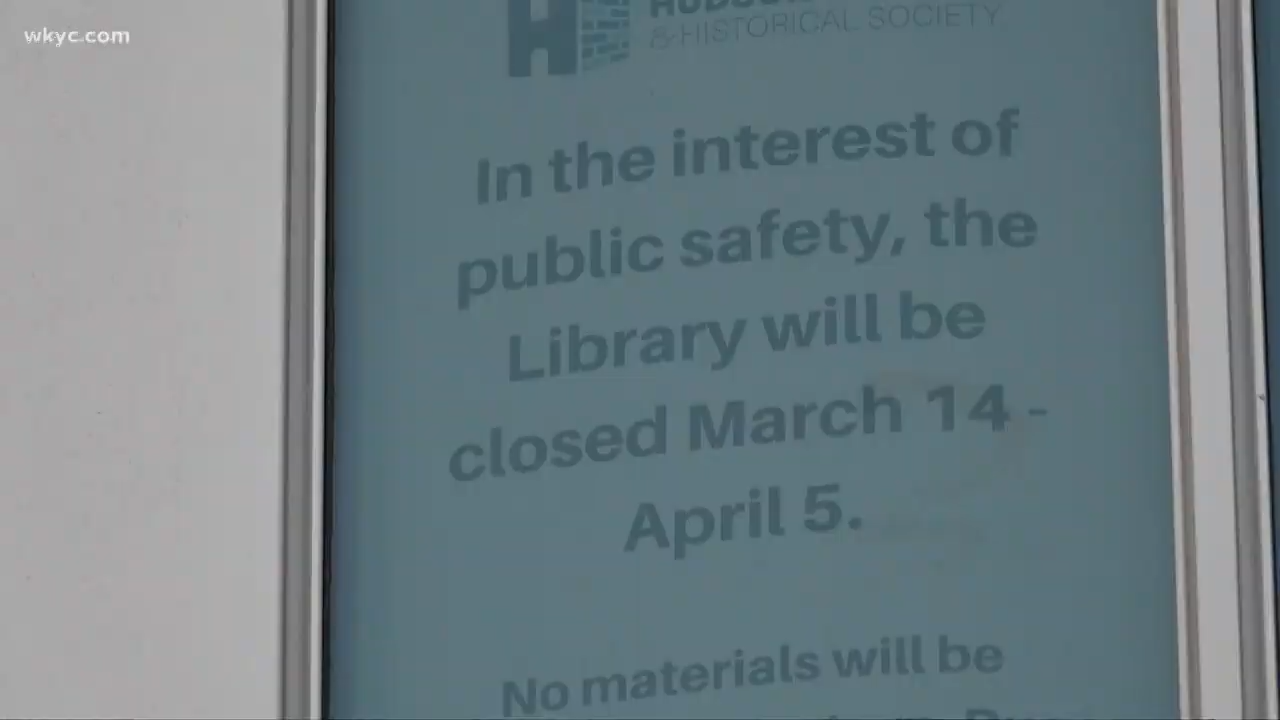 wkyc.com
HUDSON
& HISTORICAL SOCIETY
In the interest of
public safety, the
Library will be
closed March 14 -
April 5.
No materials will be